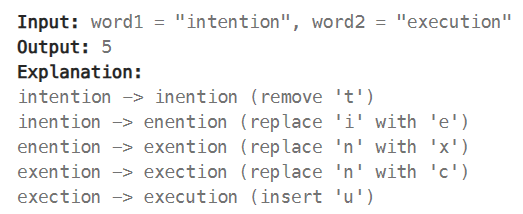 Input: word1 = "intention", word2 = "execution"
Output: 5
Explanation:
intention -> inention (remove 't')
inention -> enention (replace 'i' with 'e')
enention -> exention (replace 'n' with 'x')
exention -> exection (replace 'n' with 'c')
exection -> execution (insert 'u')